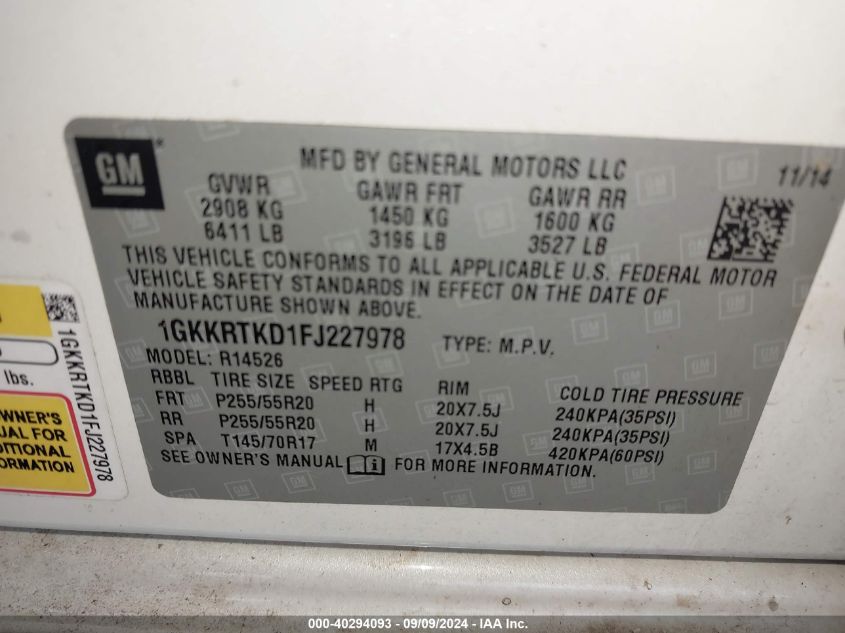 GM
MFD BY GENERAL MOTORS LLC
11/14
GVWR GAWR FRT GAWR RR
2908 KG 1450 KG 1600 KG
6411 LB 3196 LB 3527 LB
THIS VEHICLE CONFORMS TO ALL APPLICABLE U.S. FEDERAL MOTOR
VEHICLE SAFETY STANDARDS IN EFFECT ON THE DATE OF
MANUFACTURE SHOWN ABOVE.
1GKKRTKD1FJ227978 TYPE: M.P.V.
MODEL: R14526
RBBL TIRE SIZE SPEED RTG RIM COLD TIRE PRESSURE
FRT P255/55R20 H 20X7.5J 240KPA(35PSI)
RR P255/55R20 H 20X7.5J 240KPA(35PSI)
SPA T145/70R17 M 17X4.5B 420KPA(60PSI)
SEE OWNER'S MANUAL FOR MORE INFORMATION.
1GKKRTKD1FJ227978
lbs.
OWNER'S
FOR
000-40294093 - 09/09/2024 - IAA Inc.